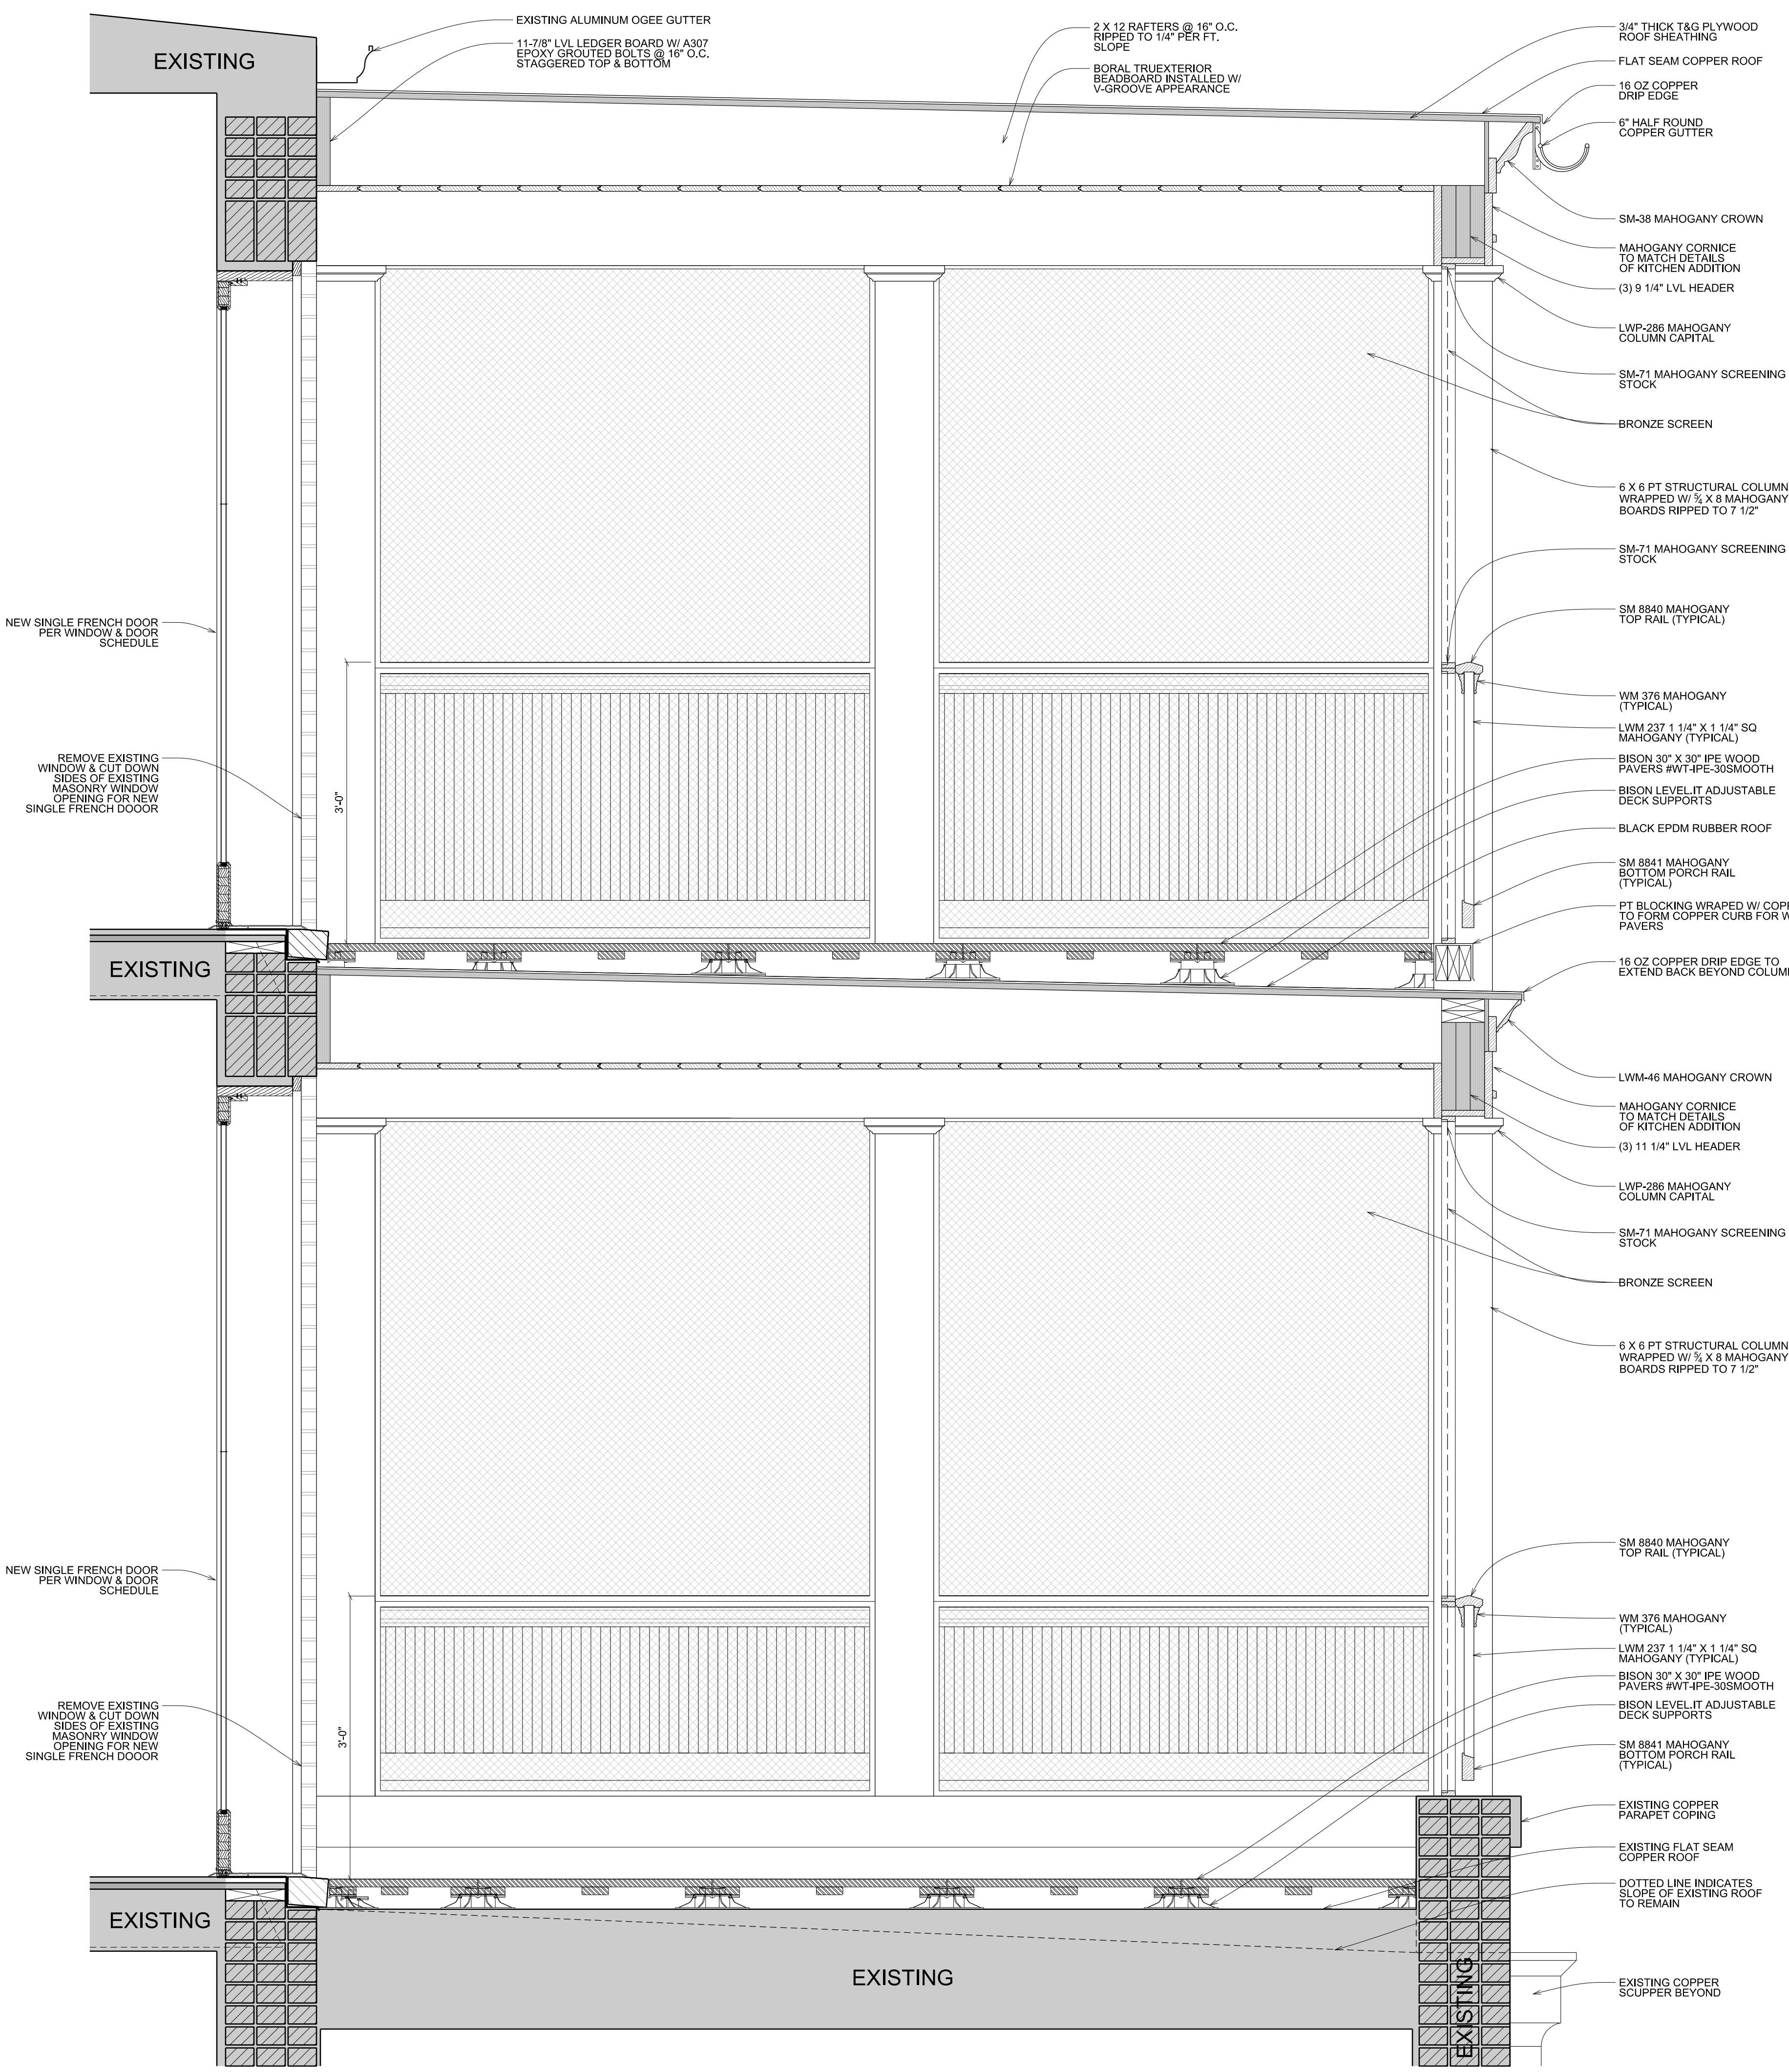 EXISTING ALUMINUM OGEE GUTTER
11-7/8" LVL LEDGER BOARD W/ A307
EPOXY GROUTED BOLTS @ 16" O.C.
STAGGERED TOP & BOTTOM
2 X 12 RAFTERS @ 16" O.C.
RIPPED TO 1/4" PER FT.
SLOPE
BORAL TRUEXTERIOR
BEADBOARD INSTALLED W/
V-GROOVE APPEARANCE
EXISTING
3/4" THICK T&G PLYWOOD
ROOF SHEATHING
FLAT SEAM COPPER ROOF
16 OZ COPPER
DRIP EDGE
6" HALF ROUND
COPPER GUTTER
SM-38 MAHOGANY CROWN
MAHOGANY CORNICE
TO MATCH DETAILS
OF KITCHEN ADDITION
(3) 9 1/4" LVL HEADER
LWP-286 MAHOGANY
COLUMN CAPITAL
SM-71 MAHOGANY SCREENING
STOCK
BRONZE SCREEN
6 X 6 PT STRUCTURAL COLUMN
WRAPPED W/ 5/4 X 8 MAHOGANY
BOARDS RIPPED TO 7 1/2"
SM-71 MAHOGANY SCREENING
STOCK
SM 8840 MAHOGANY
TOP RAIL (TYPICAL)
WM 376 MAHOGANY
(TYPICAL)
LWM 237 1 1/4" X 1 1/4" SQ
MAHOGANY (TYPICAL)
BISON 30" X 30" IPE WOOD
PAVERS #WT-IPE-30SMOOTH
BISON LEVEL.IT ADJUSTABLE
DECK SUPPORTS
BLACK EPDM RUBBER ROOF
SM 8841 MAHOGANY
BOTTOM PORCH RAIL
(TYPICAL)
PT BLOCKING WRAPED W/ COP
TO FORM COPPER CURB FOR W
PAVERS
16 OZ COPPER DRIP EDGE TO
EXTEND BACK BEYOND COLUM
NEW SINGLE FRENCH DOOR
PER WINDOW & DOOR
SCHEDULE
REMOVE EXISTING
WINDOW & CUT DOWN
SIDES OF EXISTING
MASONRY WINDOW
OPENING FOR NEW
SINGLE FRENCH DOOOR
3'-0"
EXISTING
LWM-46 MAHOGANY CROWN
MAHOGANY CORNICE
TO MATCH DETAILS
OF KITCHEN ADDITION
(3) 11 1/4" LVL HEADER
LWP-286 MAHOGANY
COLUMN CAPITAL
SM-71 MAHOGANY SCREENING
STOCK
BRONZE SCREEN
6 X 6 PT STRUCTURAL COLUMN
WRAPPED W/ 5/4 X 8 MAHOGANY
BOARDS RIPPED TO 7 1/2"
SM 8840 MAHOGANY
TOP RAIL (TYPICAL)
WM 376 MAHOGANY
(TYPICAL)
LWM 237 1 1/4" X 1 1/4" SQ
MAHOGANY (TYPICAL)
BISON 30" X 30" IPE WOOD
PAVERS #WT-IPE-30SMOOTH
BISON LEVEL.IT ADJUSTABLE
DECK SUPPORTS
SM 8841 MAHOGANY
BOTTOM PORCH RAIL
(TYPICAL)
EXISTING COPPER
PARAPET COPING
EXISTING FLAT SEAM
COPPER ROOF
DOTTED LINE INDICATES
SLOPE OF EXISTING ROOF
TO REMAIN
EXISTING COPPER
SCUPPER BEYOND
NEW SINGLE FRENCH DOOR
PER WINDOW & DOOR
SCHEDULE
REMOVE EXISTING
WINDOW & CUT DOWN
SIDES OF EXISTING
MASONRY WINDOW
OPENING FOR NEW
SINGLE FRENCH DOOOR
3'-0"
EXISTING
EXISTING
EXISTING